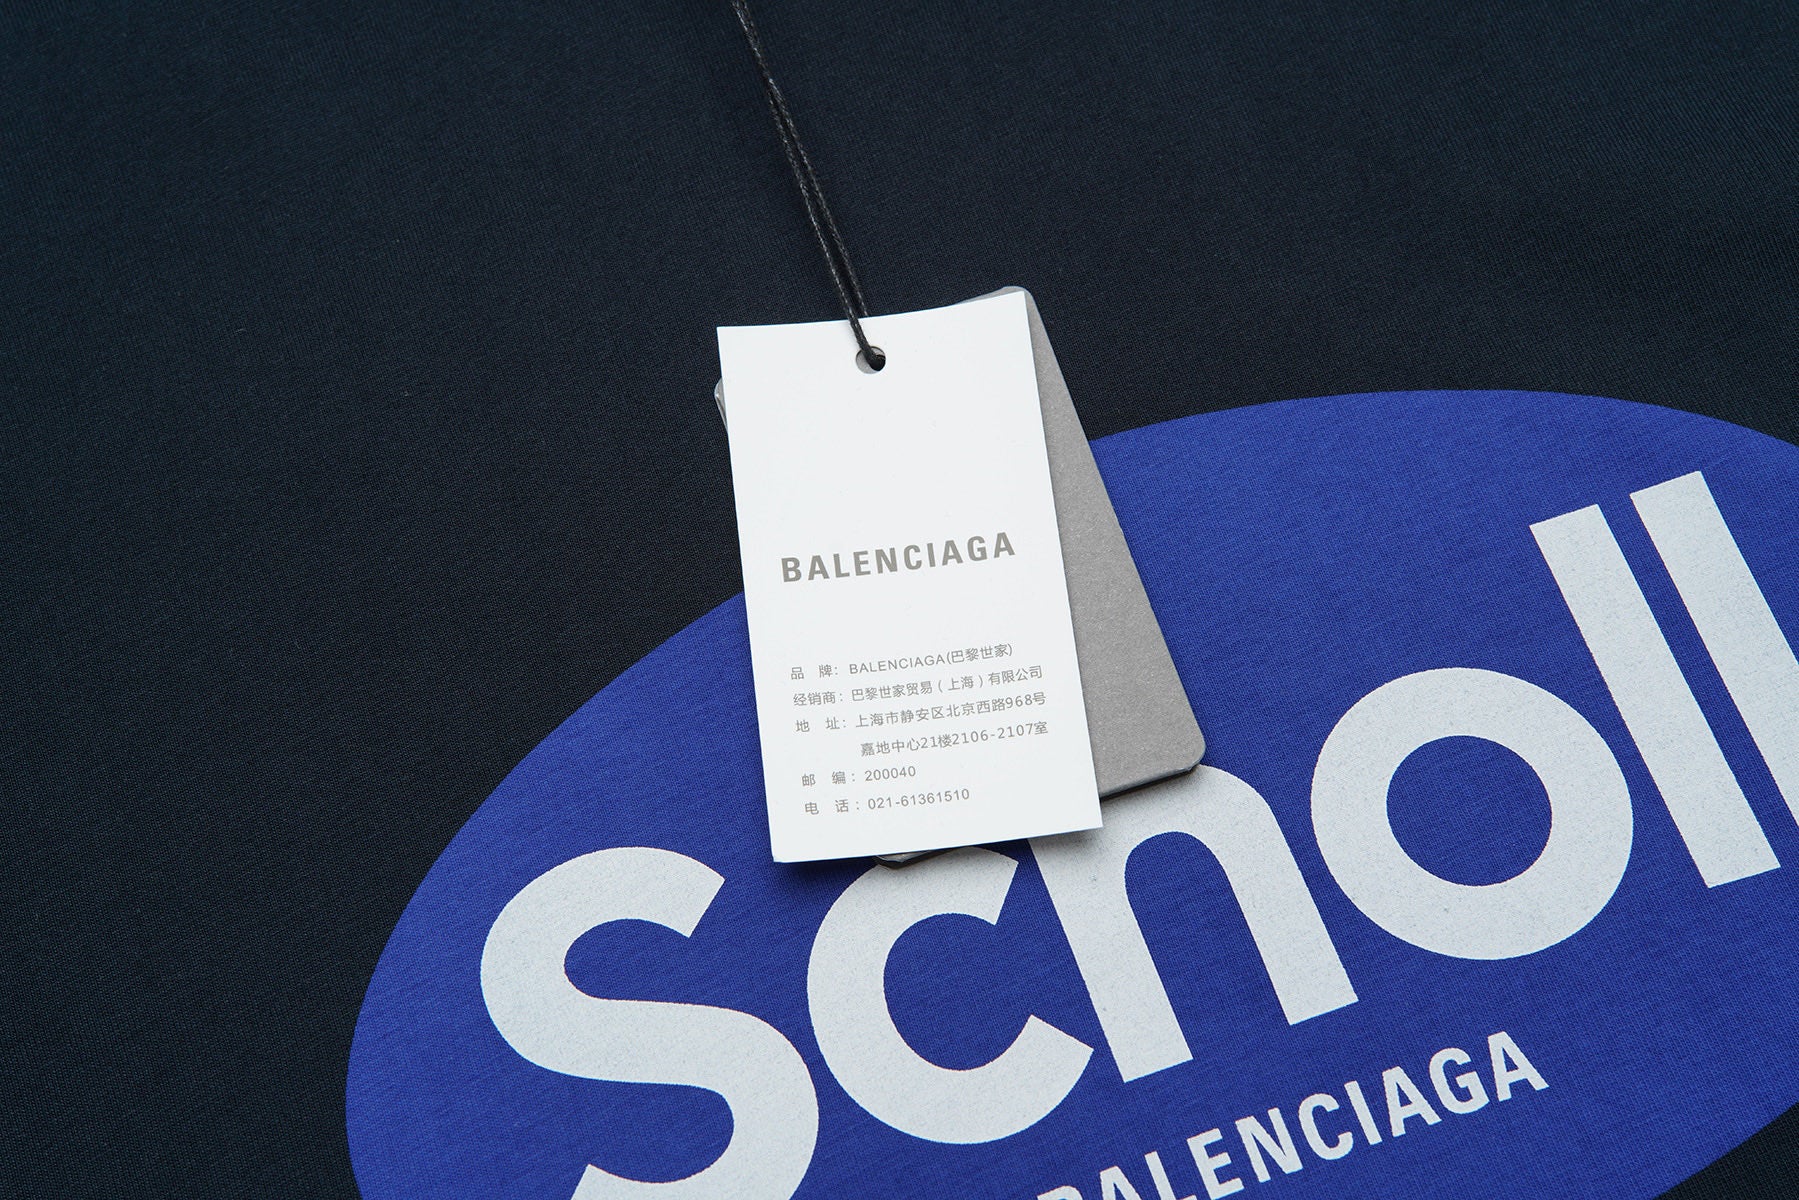 BALENCIAGA
品 牌: BALENCIAGA(巴黎世家)
经销商: 巴黎世家贸易(上海)有限公司
地 址: 上海市静安区北京西路968号
嘉地中心21楼2106-2107室
邮 编: 200040
电 话: 021-61361510
Scholl
BALENCIAGA